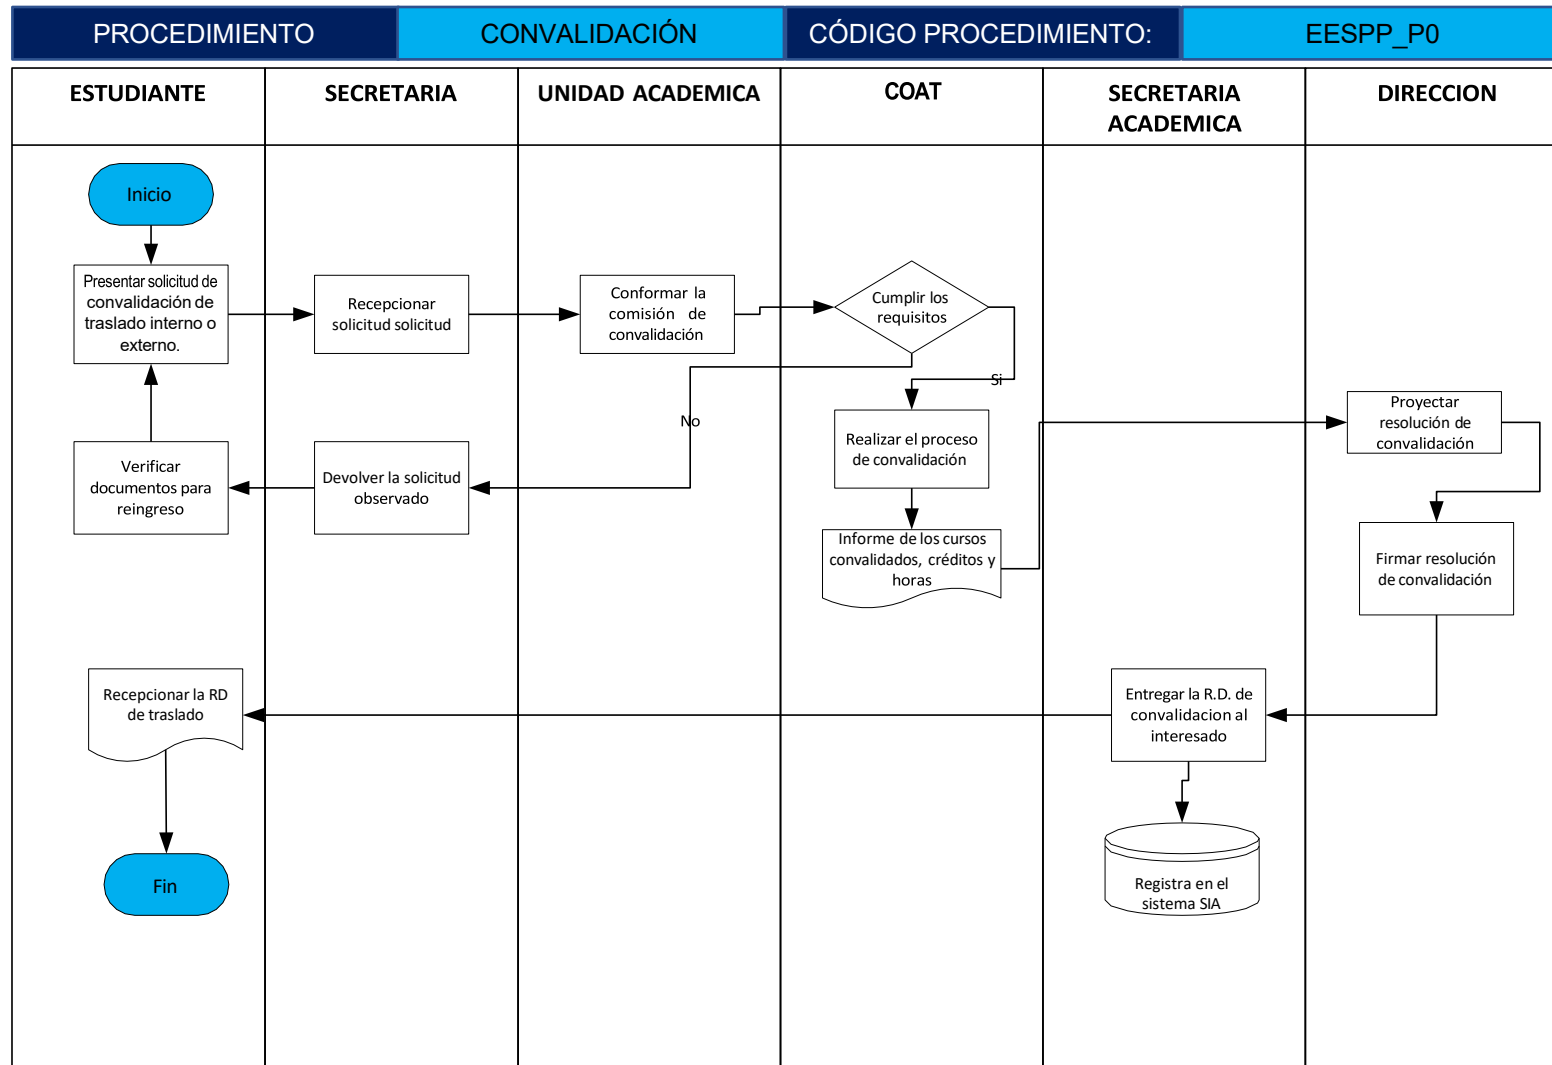 PROCEDIMIENTO
CONVALIDACIÓN
CÓDIGO PROCEDIMIENTO:
EESPP_P0
ESTUDIANTE
SECRETARIA
UNIDAD ACADEMICA
COAT
SECRETARIA
ACADEMICA
DIRECCION
Inicio
Presentar solicitud de
convalidación de
traslado interno o
externo.
Recepcionar
solicitud solicitud
Conformar la
comisión de
convalidación
Cumplir los
requisitos
Si
No
Proyectar
resolución de
convalidación
Realizar el proceso
de convalidación
Verificar
documentos para
reingreso
Devolver la solicitud
observado
Informe de los cursos
convalidados, créditos y
horas
Firmar resolución
de convalidación
Recepcionar la RD
de traslado
Entregar la R.D. de
convalidacion al
interesado
Fin
Registra en el
sistema SIA